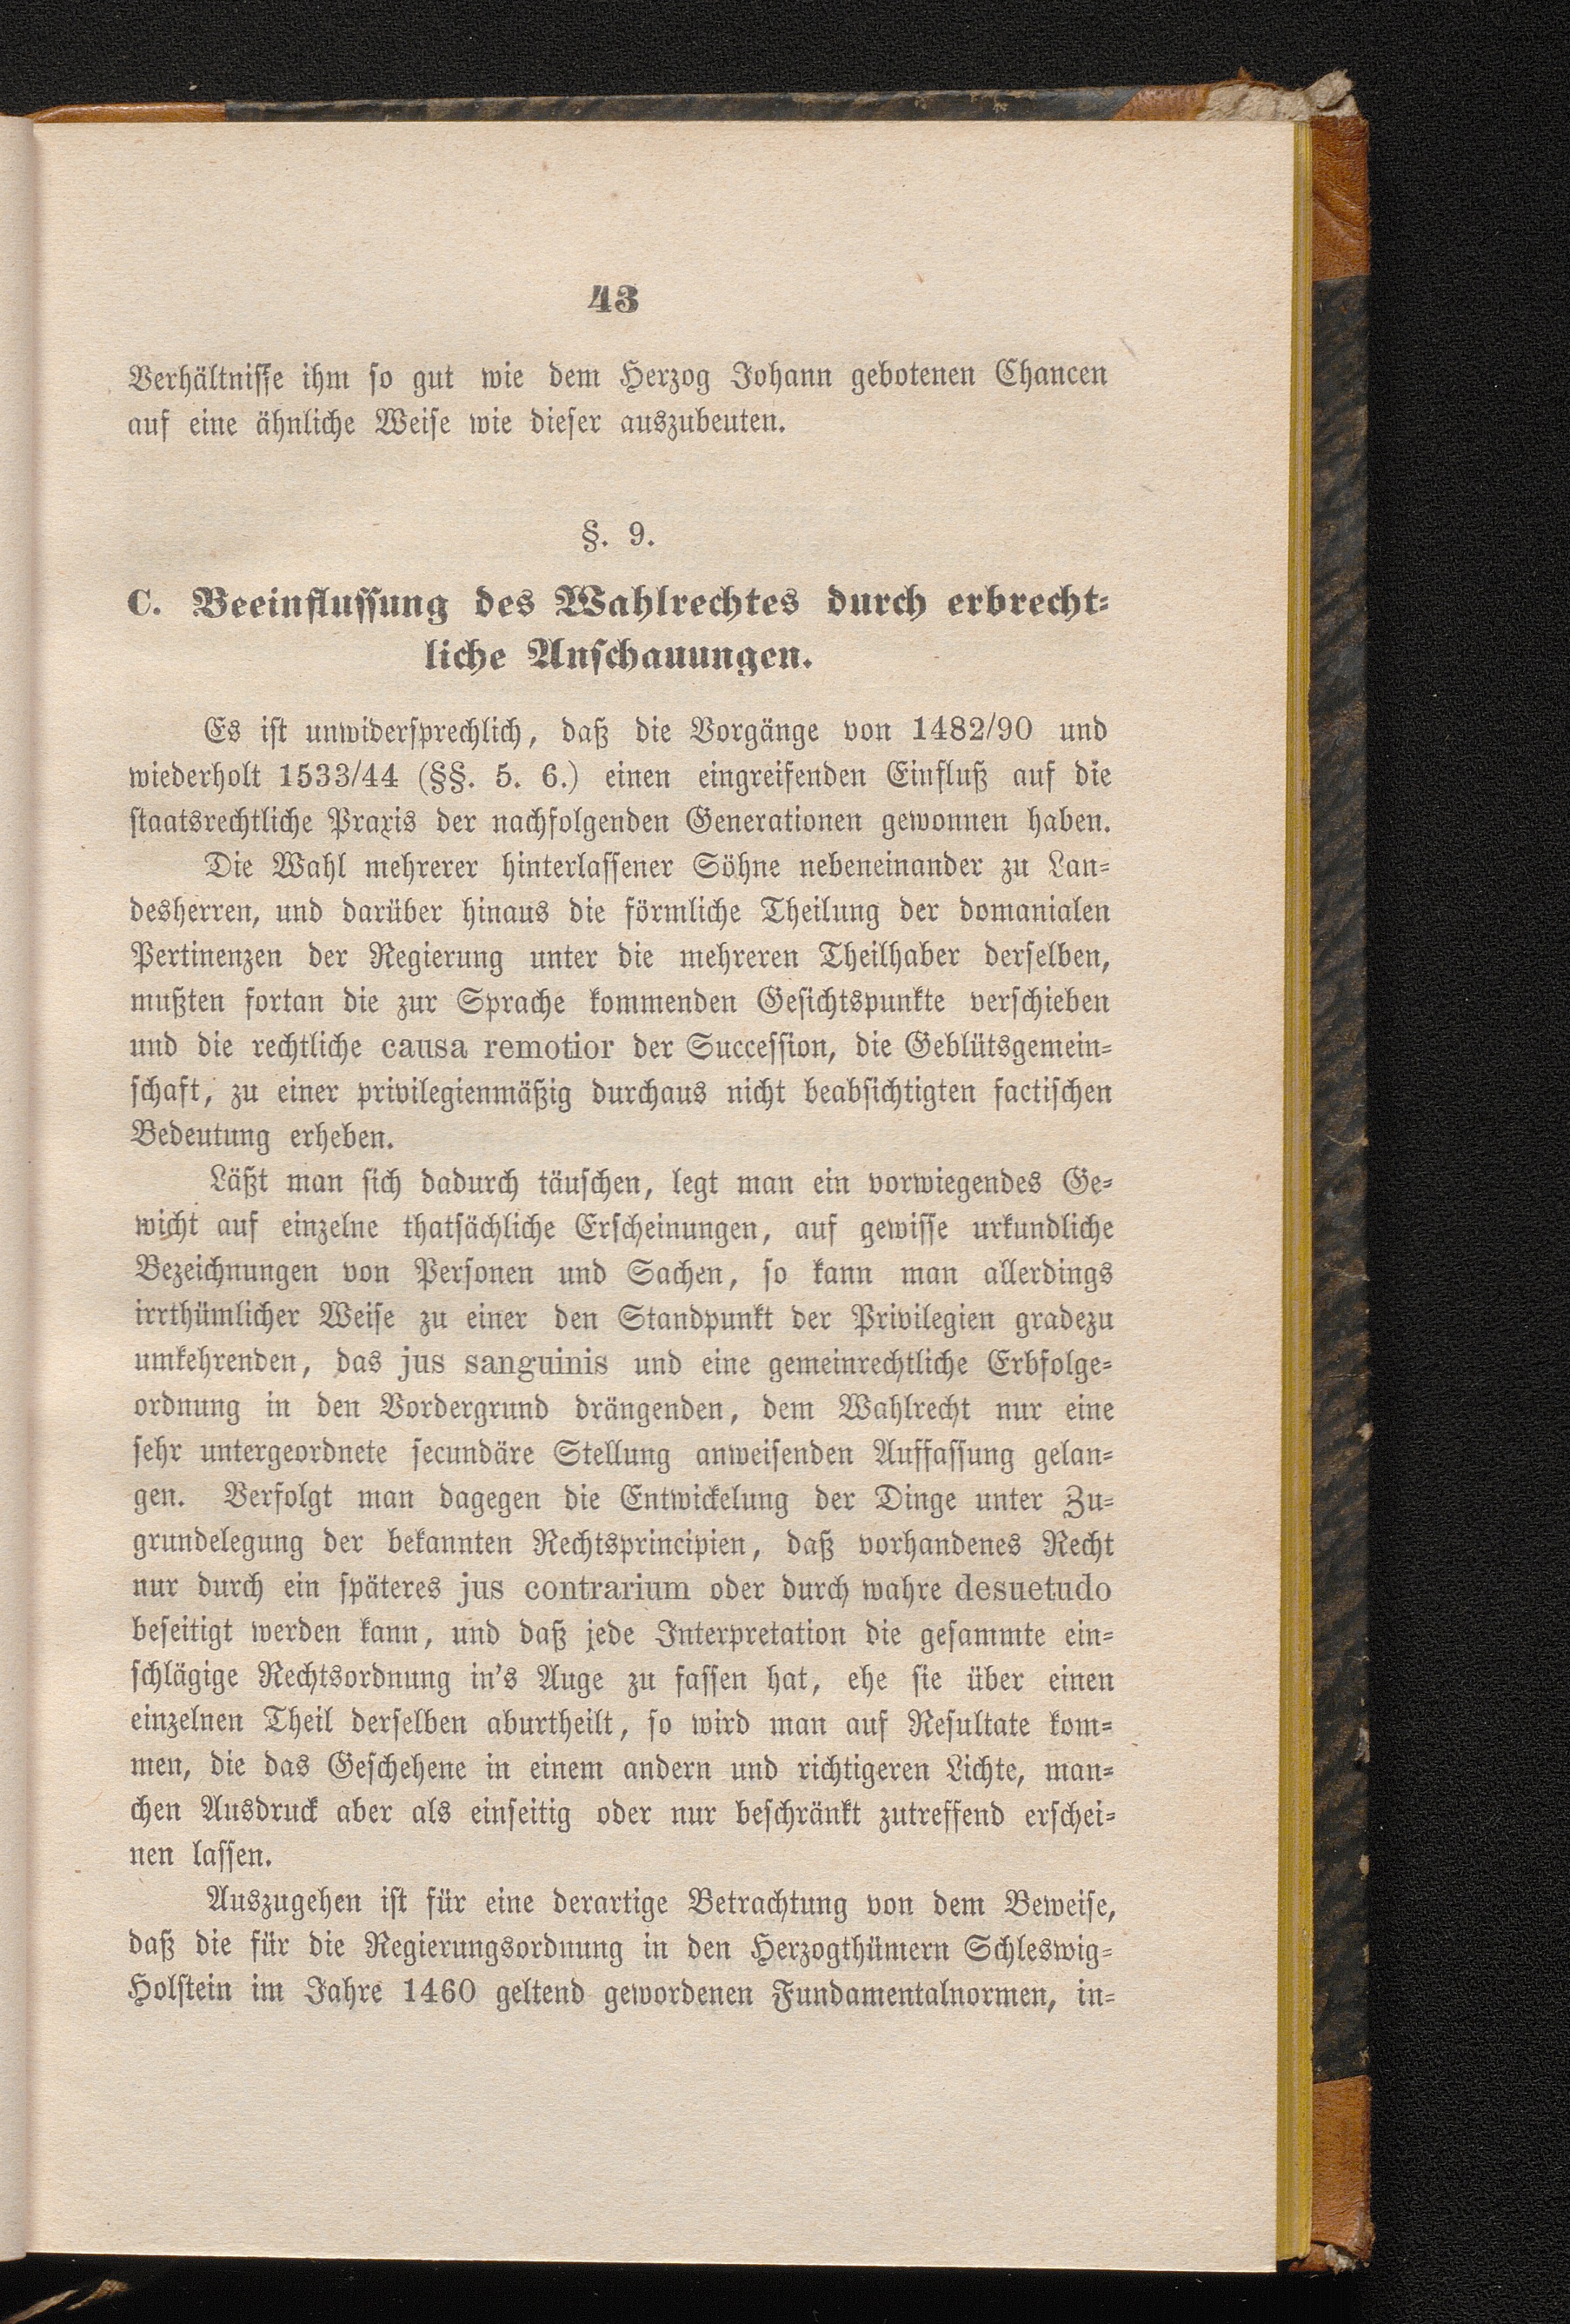 43
Verhältnisse ihm so gut wie dem Herzog Johann gebotenen Chancen
auf eine ähnliche Weise wie dieser auszubeuten.
§. 9.
C. Beeinflussung des Wahlrechtes durch erbrecht-
liche Anschauungen.
Es ist unwidersprechlich, daß die Vorgänge von 1482/90 und
wiederholt 1533/44 (§§. 5. 6.) einen eingreifenden Einfluß auf die
staatsrechtliche Praxis der nachfolgenden Generationen gewonnen haben.
Die Wahl mehrerer hinterlassener Söhne nebeneinander zu Lan-
desherren, und darüber hinaus die förmliche Theilung der domanialen
Pertinenzen der Regierung unter die mehreren Theilhaber derselben,
mußten fortan die zur Sprache kommenden Gesichtspunkte verschieben
und die rechtliche causa remotior der Succession, die Geblütsgemein-
schaft, zu einer privilegienmäßig durchaus nicht beabsichtigten factischen
Bedeutung erheben.
Läßt man sich dadurch täuschen, legt man ein vorwiegendes Ge-
wicht auf einzelne thatsächliche Erscheinungen, auf gewisse urkundliche
Bezeichnungen von Personen und Sachen, so kann man allerdings
irrthümlicher Weise zu einer den Standpunkt der Privilegien gradezu
umkehrenden, das jus sanguinis und eine gemeinrechtliche Erbfolge-
ordnung in den Vordergrund drängenden, dem Wahlrecht nur eine
sehr untergeordnete secundäre Stellung anweisenden Auffassung gelan-
gen. Verfolgt man dagegen die Entwickelung der Dinge unter Zu-
grundelegung der bekannten Rechtsprincipien, daß vorhandenes Recht
nur durch ein späteres jus contrarium oder durch wahre desuetudo
beseitigt werden kann, und daß jede Interpretation die gesammte ein-
schlägige Rechtsordnung in's Auge zu fassen hat, ehe sie über einen
einzelnen Theil derselben aburtheilt, so wird man auf Resultate kom-
men, die das Geschehene in einem andern und richtigeren Lichte, man-
chen Ausdruck aber als einseitig oder nur beschränkt zutreffend erschei-
nen lassen.
Auszugehen ist für eine derartige Betrachtung von dem Beweise,
daß die für die Regierungsordnung in den Herzogthümern Schleswig-
Holstein im Jahre 1460 geltend gewordenen Fundamentalnormen, in-